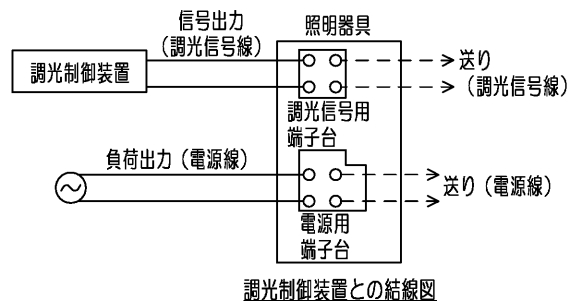 信号出力
(調光信号線)
照明器具
調光制御装置
送り
(調光信号線)
調光信号用
端子台
負荷出力(電源線)
送り(電源線)
電源用
端子台
調光制御装置との結線図